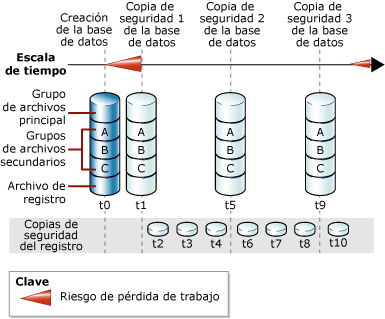 Creación de la base de datos
Copia de seguridad 1 de la base de datos
Copia de seguridad 2 de la base de datos
Copia de seguridad 3 de la base de datos
Escala de tiempo
Grupo de archivos principal
Grupos de archivos secundarios
Archivo de registro
A
B
C
A
B
C
A
B
C
A
B
C
t0
t1
t5
t9
Copias de seguridad del registro
t2
t3
t4
t6
t7
t8
t10
Clave
Riesgo de pérdida de trabajo